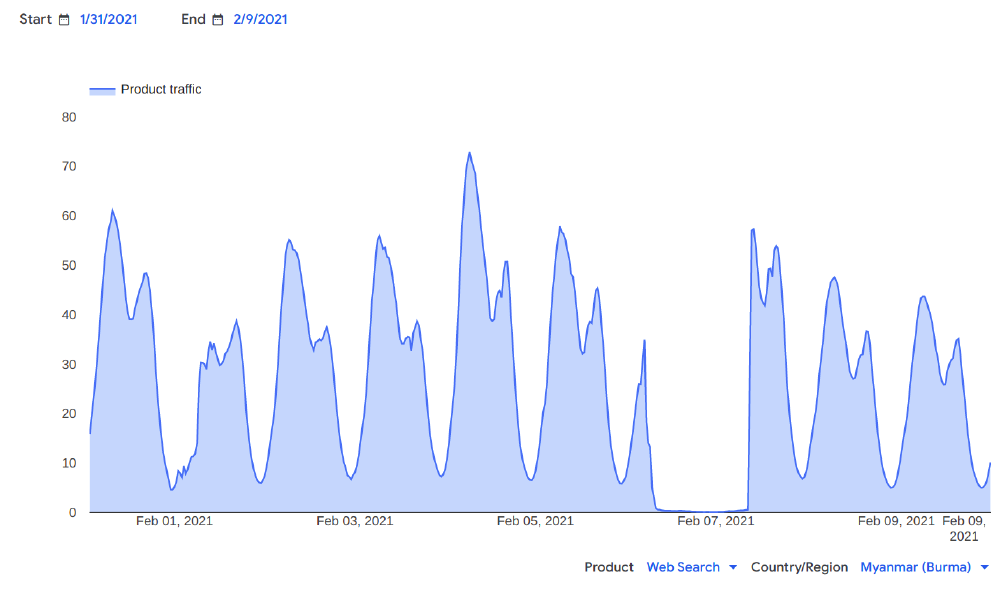 Start 1/31/2021 End 2/9/2021
Product traffic
80
70
60
50
40
30
20
10
0
Feb 01, 2021 Feb 03, 2021 Feb 05, 2021 Feb 07, 2021 Feb 09, 2021 Feb 09,
2021
Product Web Search Country/Region Myanmar (Burma)